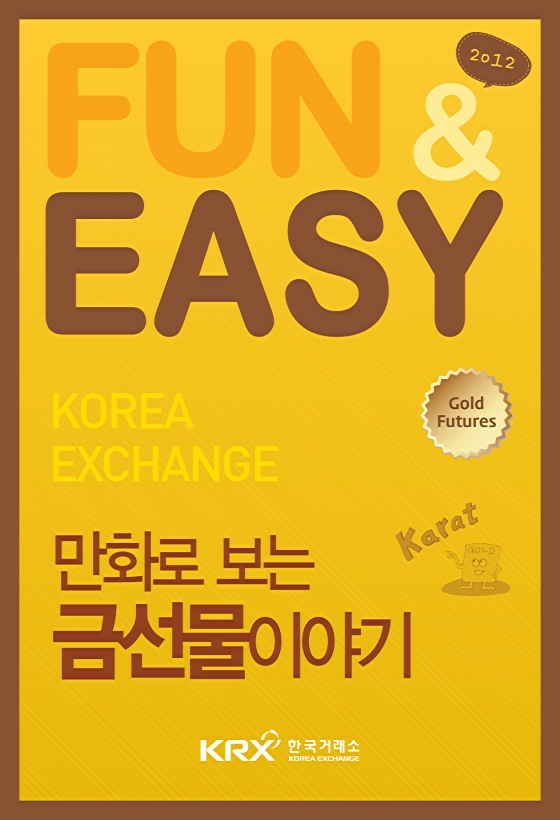 2012
FUN &
EASY
KOREA
EXCHANGE
Gold
Futures
Karat
GOLD
만화로 보는
금선물이야기
KRX 한국거래소
KOREA EXCHANGE